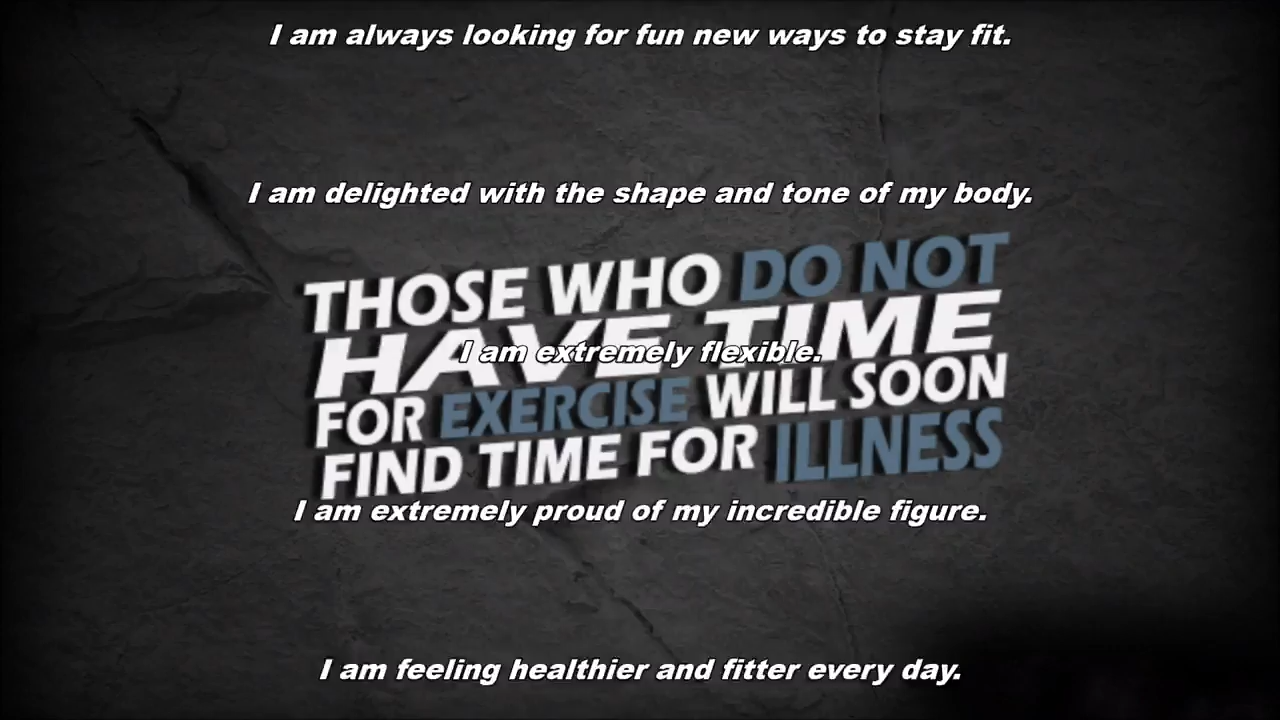 I am always looking for fun new ways to stay fit.
I am delighted with the shape and tone of my body.
THOSE WHO DO NOT
HAVE TIME
I am extremely flexible.
FOR EXERCISE WILL SOON
FIND TIME FOR ILLNESS
I am extremely proud of my incredible figure.
I am feeling healthier and fitter every day.